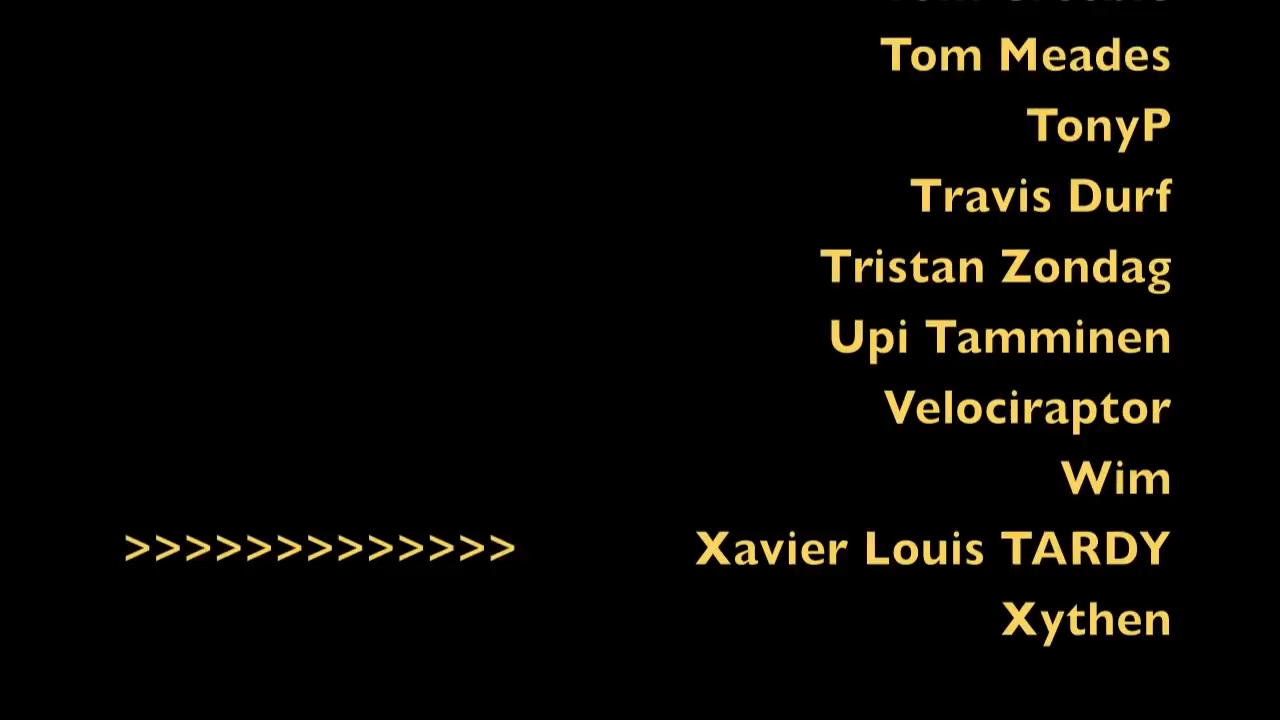 Tom Meades
TonyP
Travis Durf
Tristan Zondag
Upi Tamminen
Velociraptor
Wim
>>>>>>>>>>>>> Xavier Louis TARDY
Xythen